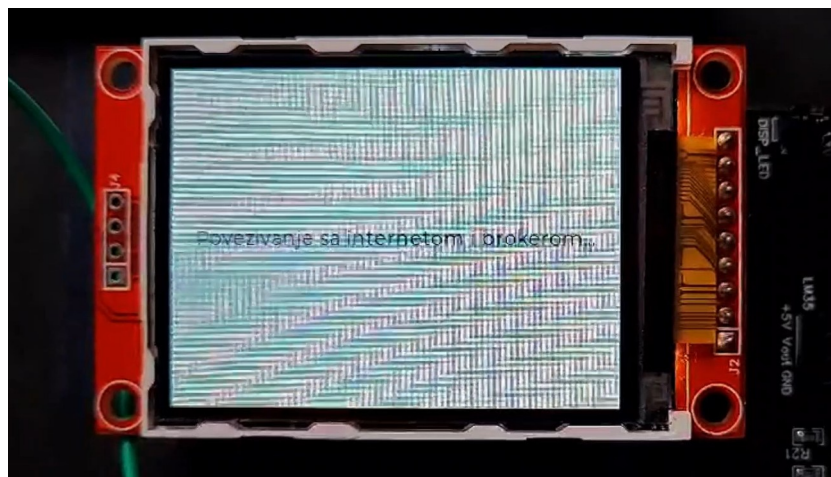 Povezivanje sa internetom i brokerom...
J4
DISP_LED
LM35
+5V Vout GND
J2
R21